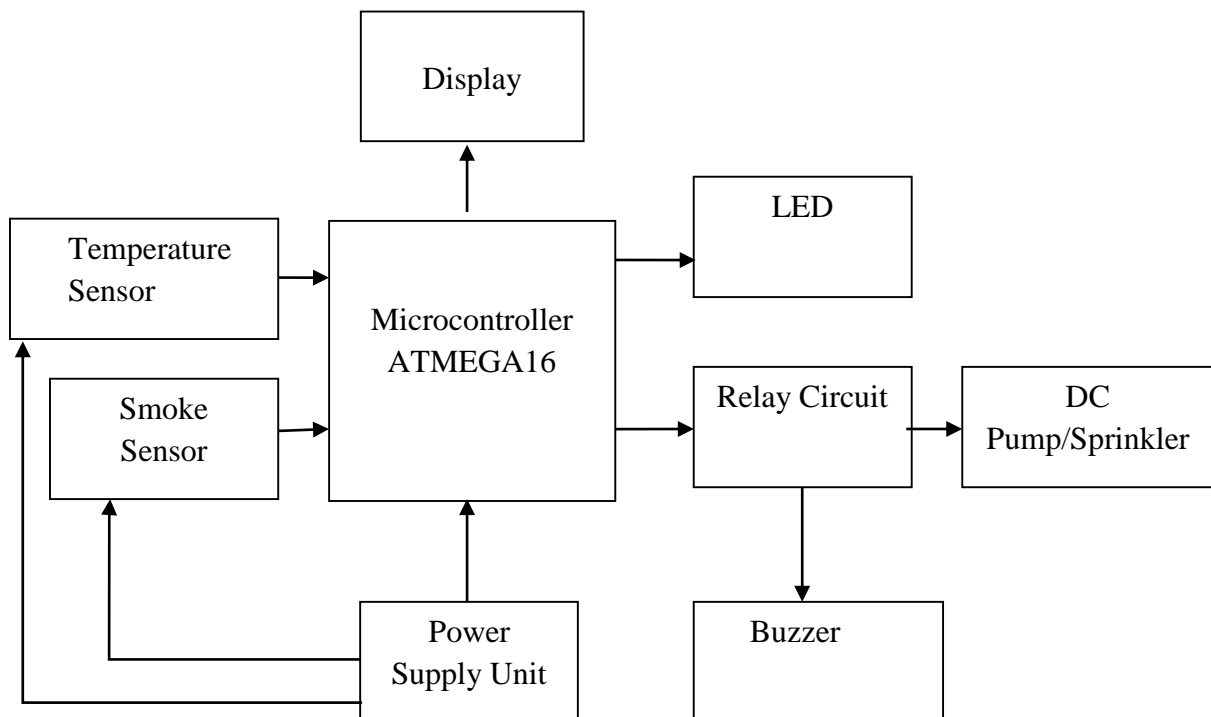 Display
LED
Temperature
Sensor
Microcontroller
ATMEGA16
Smoke
Sensor
Relay Circuit
DC
Pump/Sprinkler
Power
Supply Unit
Buzzer